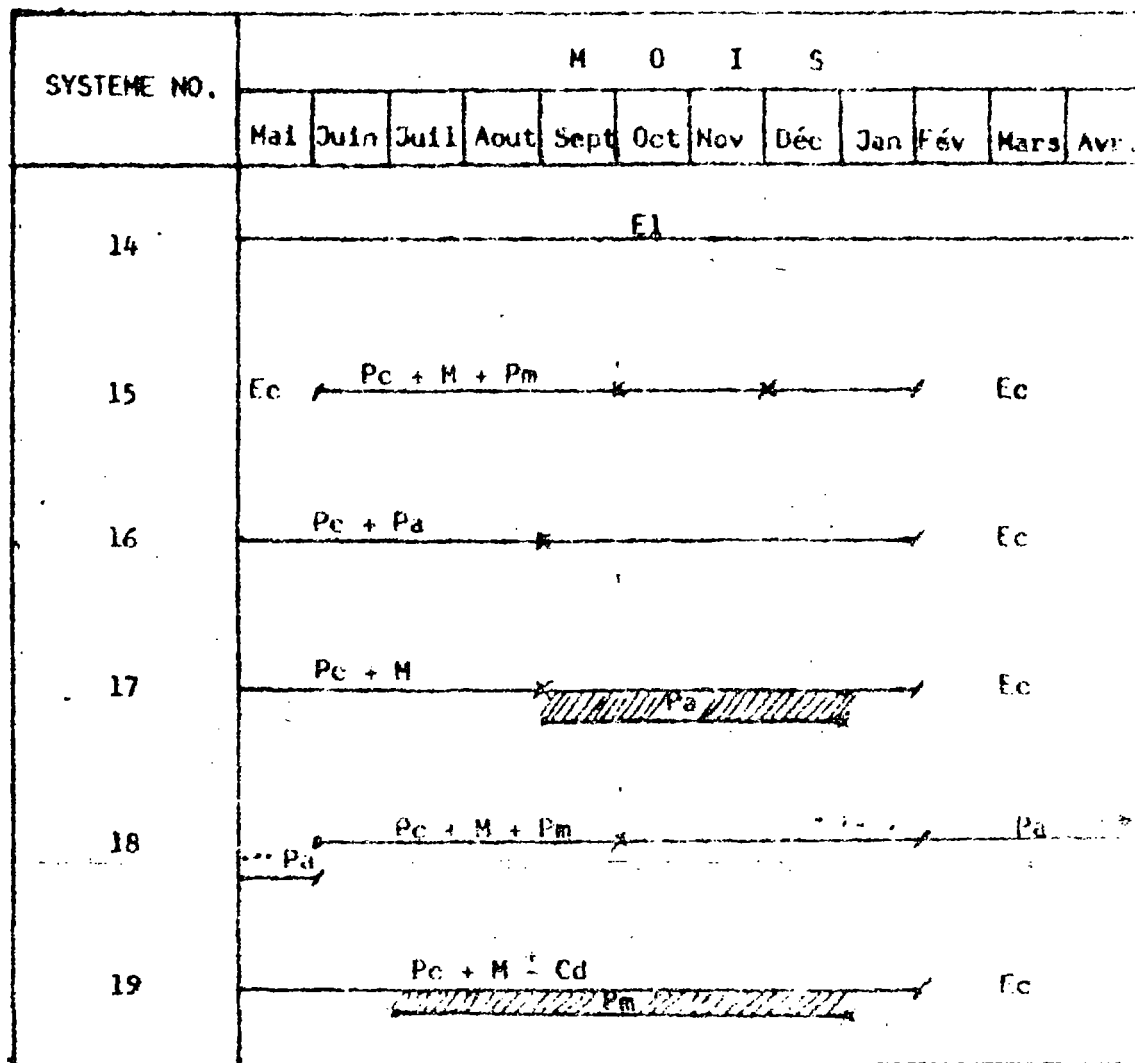 M O I S
SYSTEME NO.
Mai Juin Juil Aout Sept Oct Nov Déc Jan Fév Mars Avr.
14 El
15 Ec Pc + M + Pm Ec
16 Pc + Pa Ec
17 Pc + M Ec
Pa
18 Pc + M + Pm Pa
... Pa
19 Pc + M ± Cd Ec
Pm